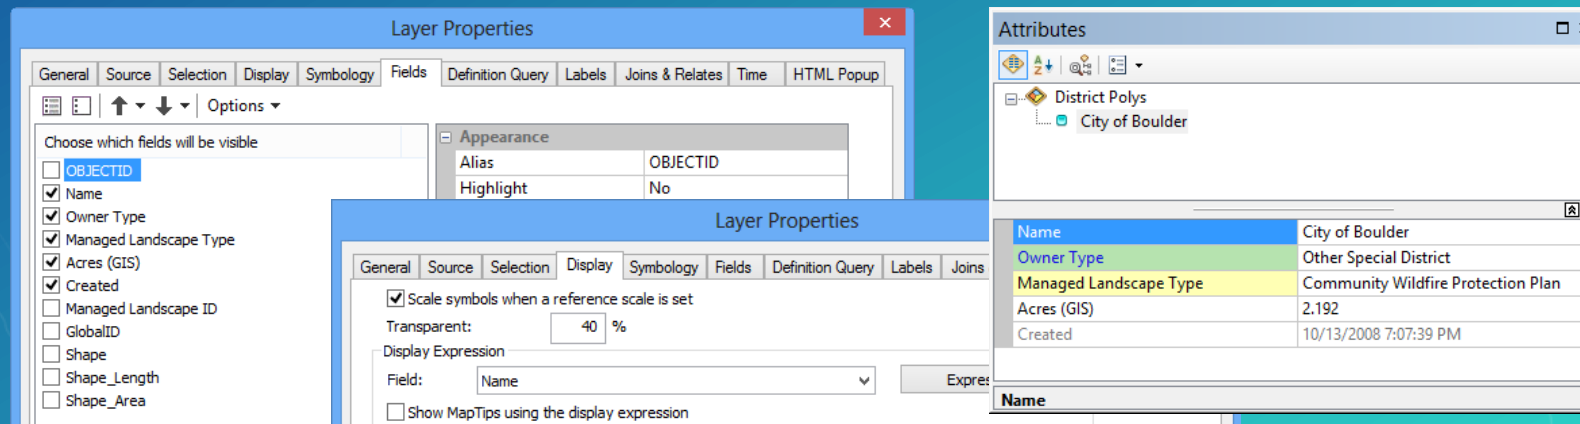 Layer Properties
General Source Selection Display Symbology Fields Definition Query Labels Joins & Relates Time HTML Popup
Options
Choose which fields will be visible
OBJECTID
Name
Owner Type
Managed Landscape Type
Acres (GIS)
Created
Managed Landscape ID
GlobalID
Shape
Shape_Length
Shape_Area
Appearance
Alias OBJECTID
Highlight No
Layer Properties
General Source Selection Display Symbology Fields Definition Query Labels Joins
Scale symbols when a reference scale is set
Transparent: 40 %
Display Expression
Field: Name Expres
Show MapTips using the display expression
Attributes
District Polys
City of Boulder
Name City of Boulder
Owner Type Other Special District
Managed Landscape Type Community Wildfire Protection Plan
Acres (GIS) 2.192
Created 10/13/2008 7:07:39 PM
Name